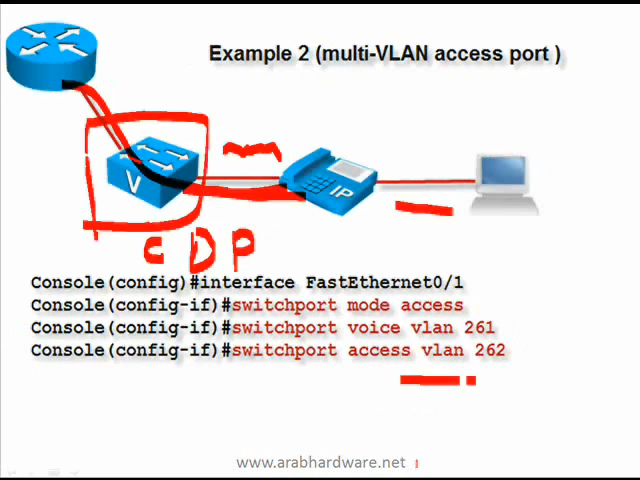 Example 2 (multi-VLAN access port )
V
IP
C D P
Console(config)#interface FastEthernet0/1
Console(config-if)#switchport mode access
Console(config-if)#switchport voice vlan 261
Console(config-if)#switchport access vlan 262
www.arabhardware.net